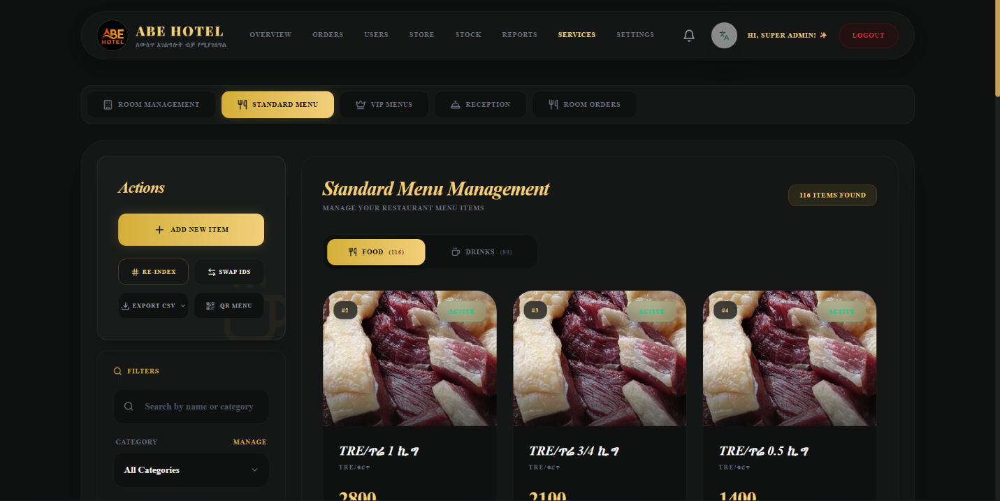 ABE
HOTEL
ABE HOTEL
ለውስጥ አገልግሎት ብቻ የሚያገለግል
OVERVIEW
ORDERS
USERS
STORE
STOCK
REPORTS
SERVICES
SETTINGS
HI, SUPER ADMIN! ✨
LOGOUT
ROOM MANAGEMENT
STANDARD MENU
VIP MENUS
RECEPTION
ROOM ORDERS
Actions
ADD NEW ITEM
RE-INDEX
SWAP IDS
EXPORT CSV
QR MENU
FILTERS
Search by name or category
CATEGORY
MANAGE
All Categories
Standard Menu Management
MANAGE YOUR RESTAURANT MENU ITEMS
116 ITEMS FOUND
FOOD (116)
DRINKS (80)
#2
ACTIVE
TRE/ጥሬ 1 ኪ.ግ
TRE/ቁርጥ
2800
#3
ACTIVE
TRE/ጥሬ 3/4 ኪ.ግ
TRE/ቁርጥ
2100
#4
ACTIVE
TRE/ጥሬ 0.5 ኪ.ግ
TRE/ቁርጥ
1400